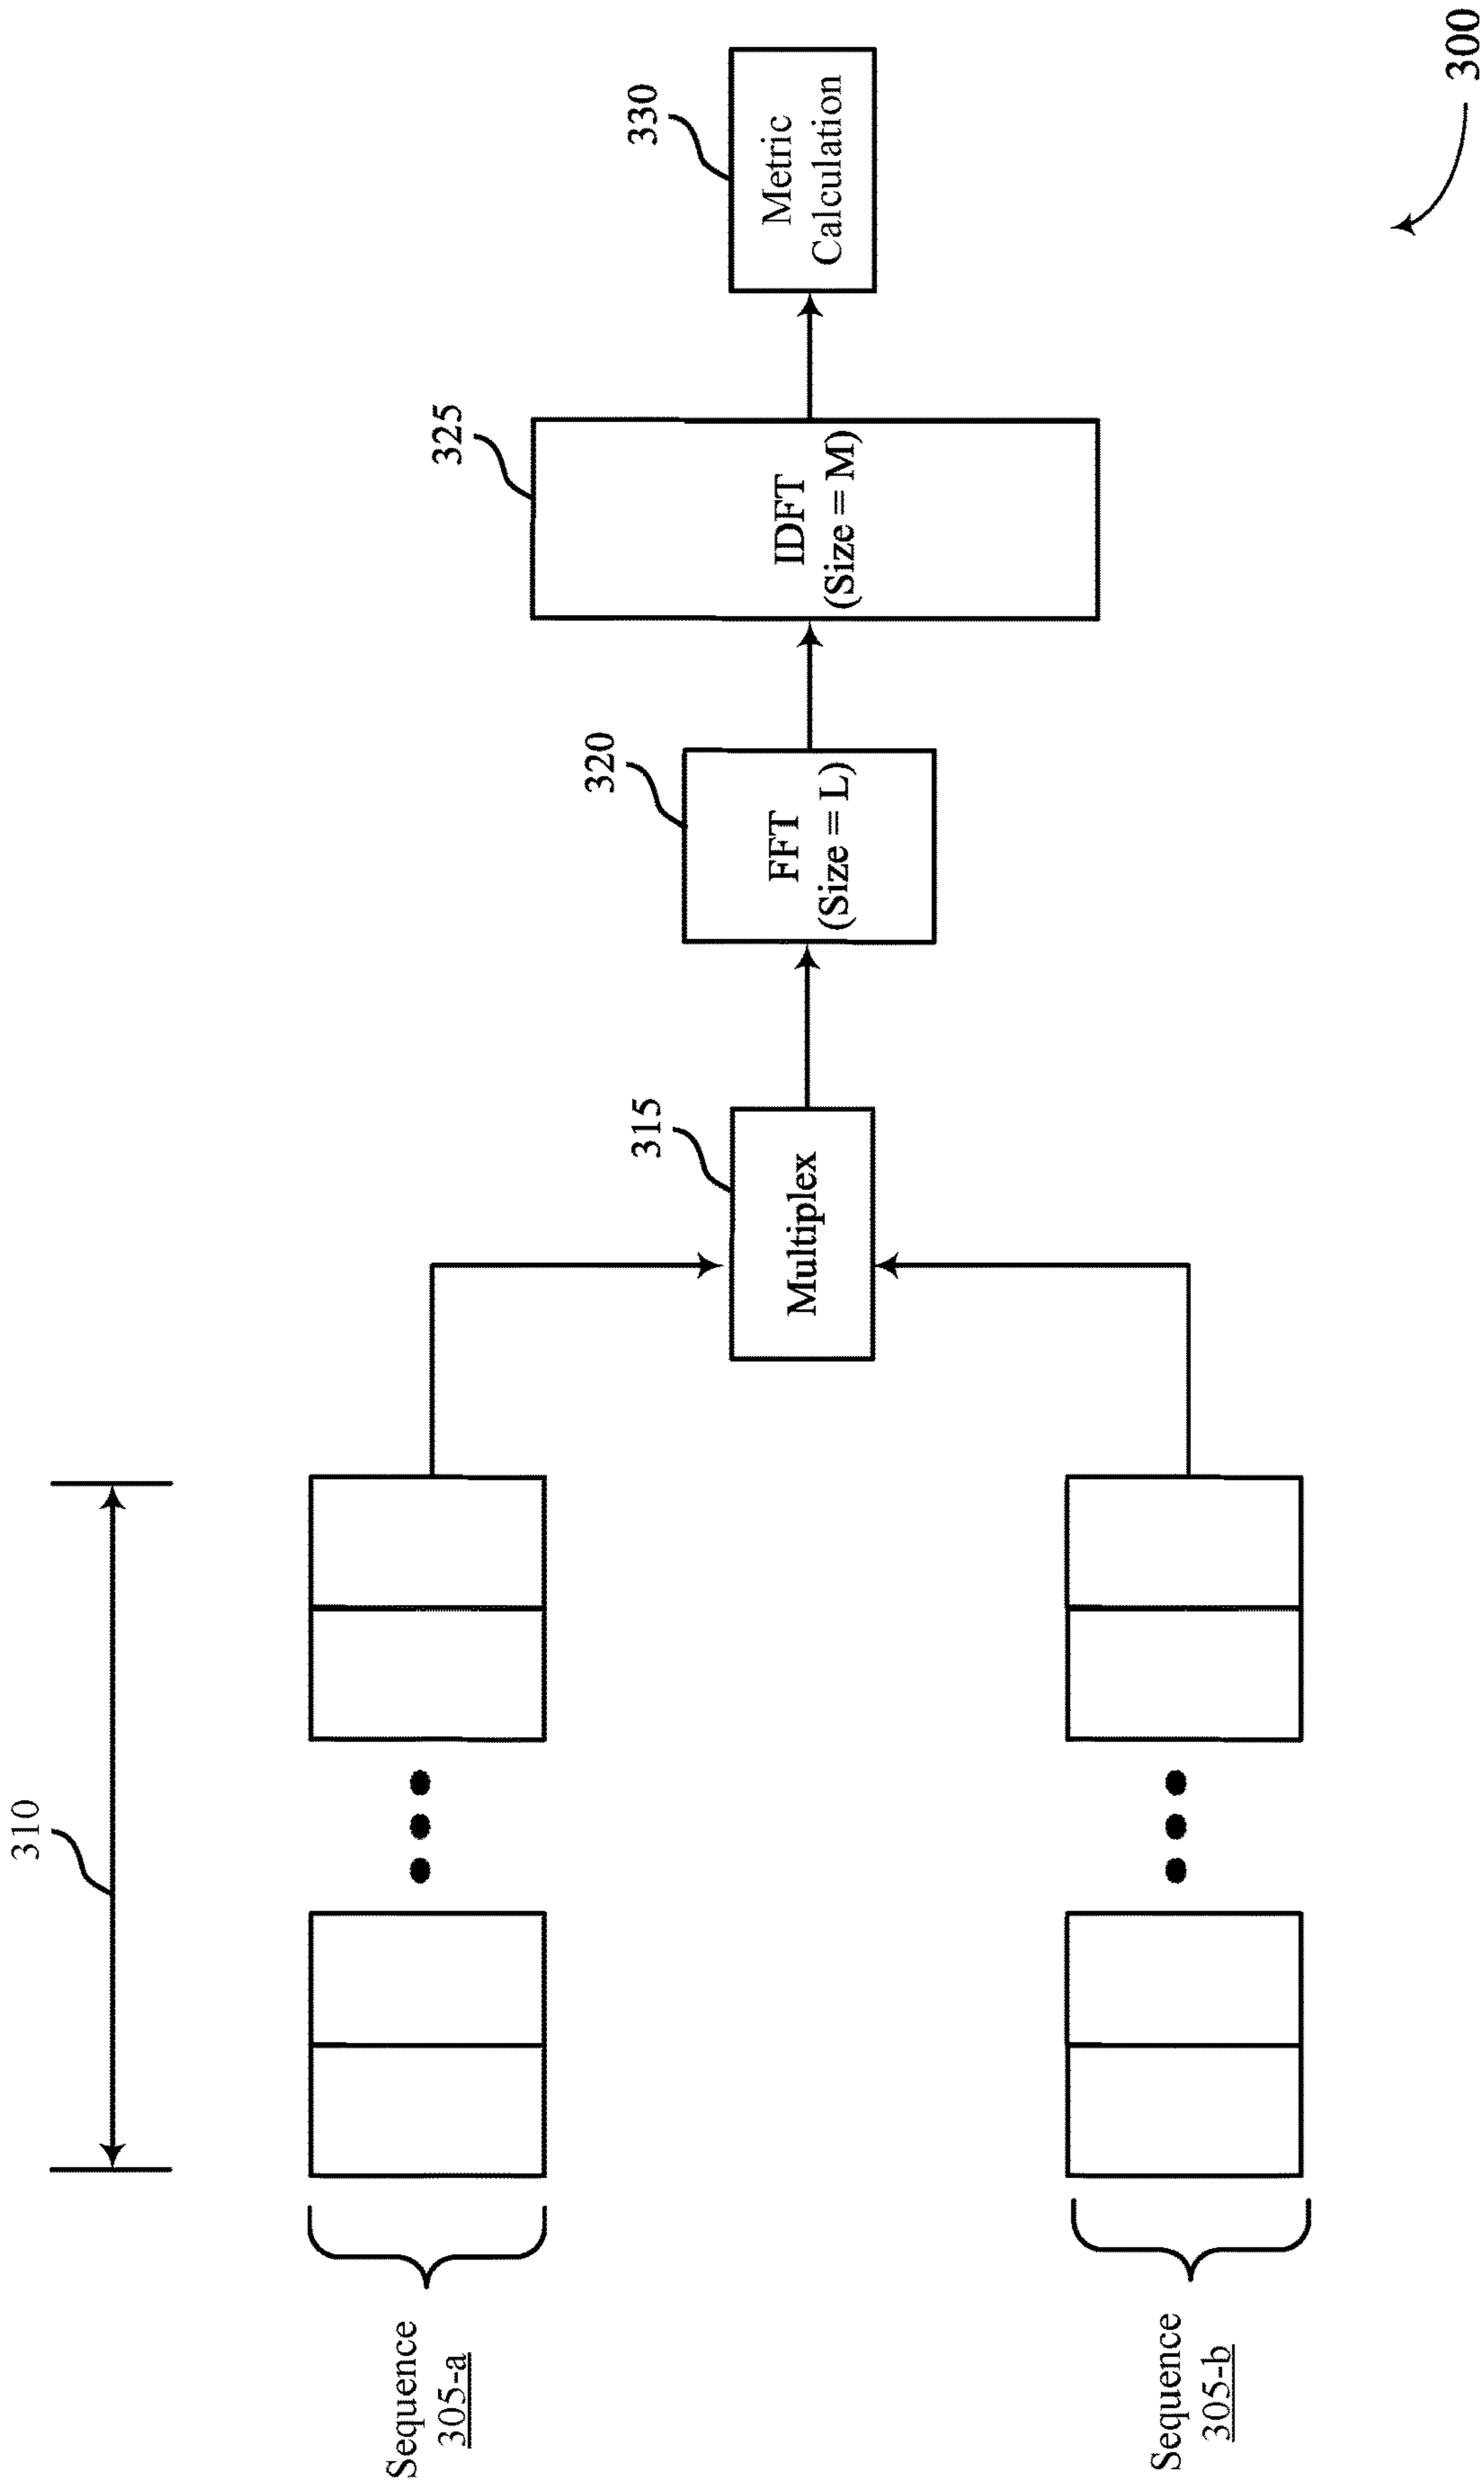 310
Sequence
305-a
Sequence
305-b
315
Multiplex
320
FFT
(Size = L)
325
IDFT
(Size = M)
330
Metric
Calculation
300